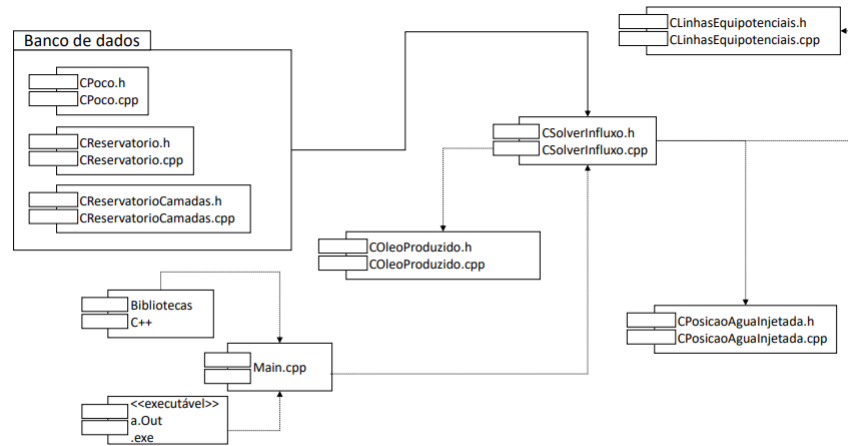 Banco de dados
CPoco.h
CPoco.cpp
CReservatorio.h
CReservatorio.cpp
CReservatorioCamadas.h
CReservatorioCamadas.cpp
CLinhasEquipotenciais.h
CLinhasEquipotenciais.cpp
CSolverInfluxo.h
CSolverInfluxo.cpp
COleoProduzido.h
COleoProduzido.cpp
Bibliotecas
C++
Main.cpp
<<executável>>
a.Out
.exe
CPosicaoAguaInjetada.h
CPosicaoAguaInjetada.cpp